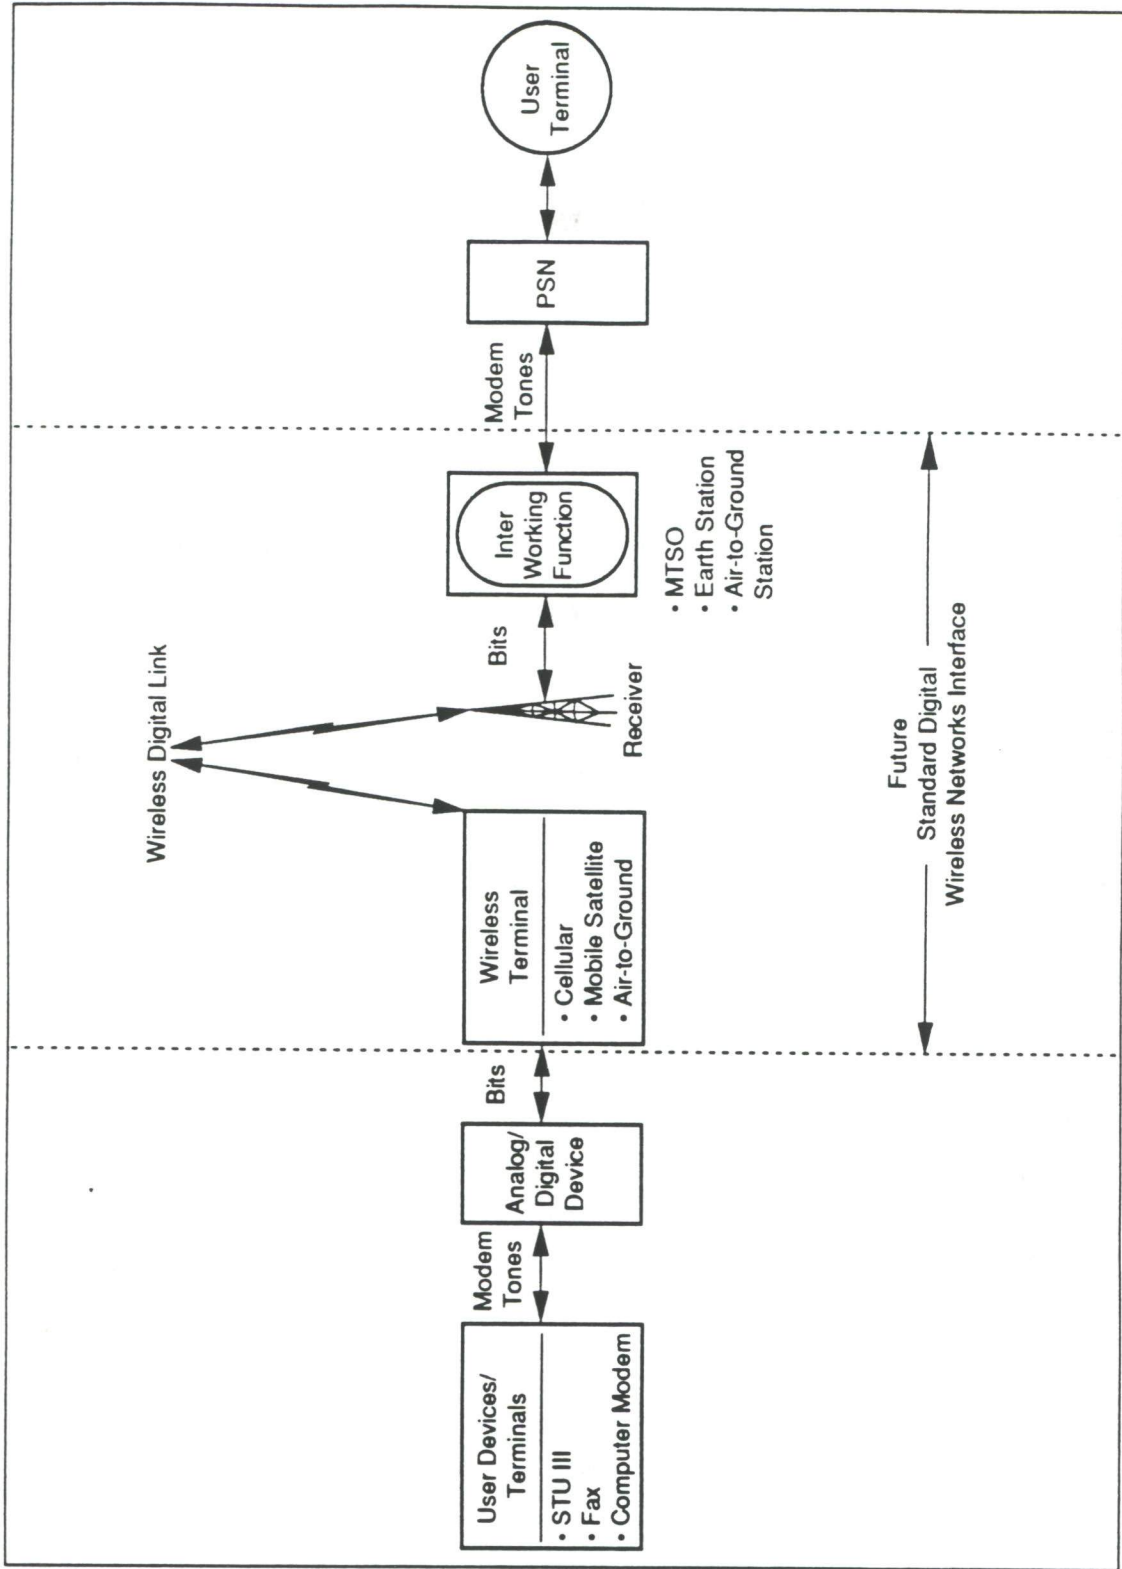 Wireless Digital Link
User Devices/
Terminals
• STU III
• Fax
• Computer Modem
Modem
Tones
Analog/
Digital
Device
Bits
Wireless
Terminal
• Cellular
• Mobile Satellite
• Air-to-Ground
Receiver
Bits
Inter
Working
Function
• MTSO
• Earth Station
• Air-to-Ground
Station
Modem
Tones
PSN
User
Terminal
Future
Standard Digital
Wireless Networks Interface